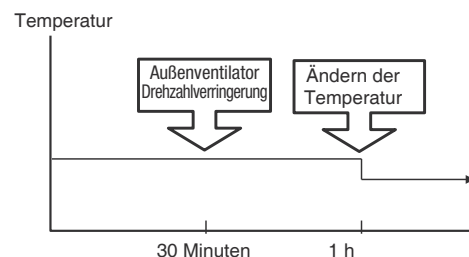 Temperatur
Außenventilator
Drehzahlverringerung
Ändern der
Temperatur
30 Minuten
1 h